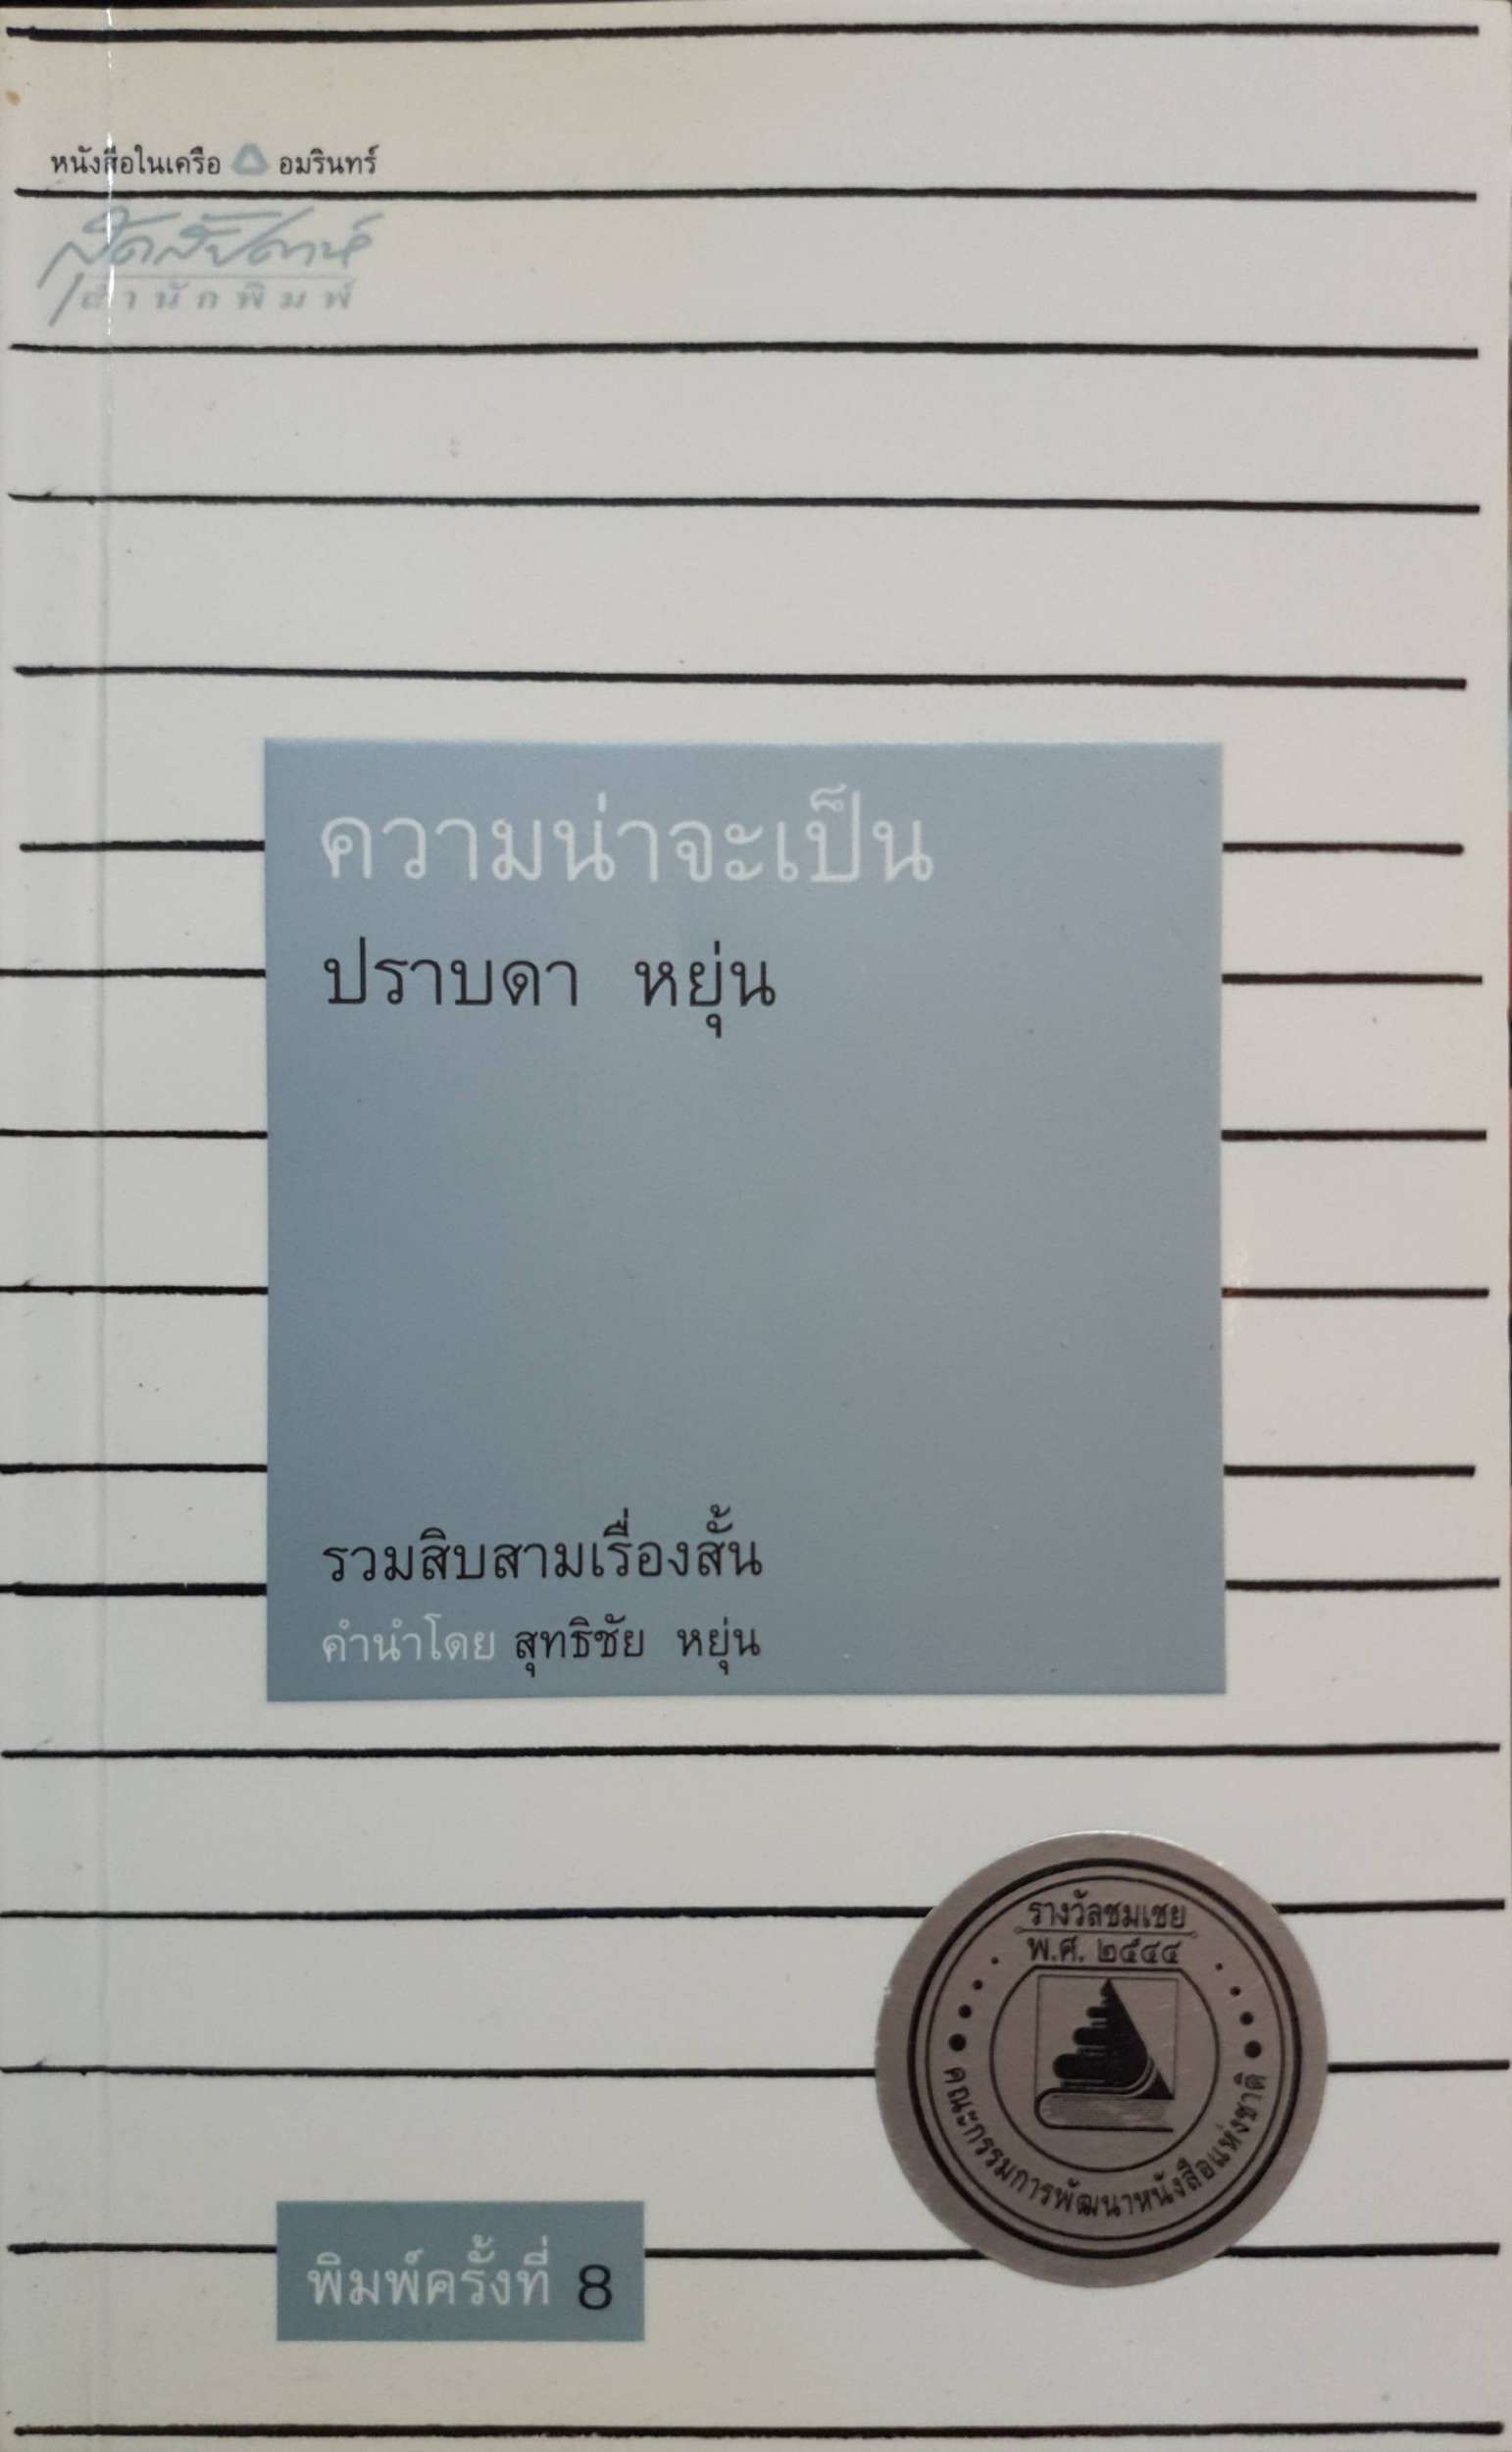 หนังสือในเครือ อมรินทร์
สุดสัปดาห์
สำนักพิมพ์
ความน่าจะเป็น
ปราบดา หยุ่น
รวมสิบสามเรื่องสั้น
คำนำโดย สุทธิชัย หยุ่น
รางวัลชมเชย
พ.ศ. ๒๕๔๔
คณะกรรมการพัฒนาหนังสือแห่งชาติ
พิมพ์ครั้งที่ 8